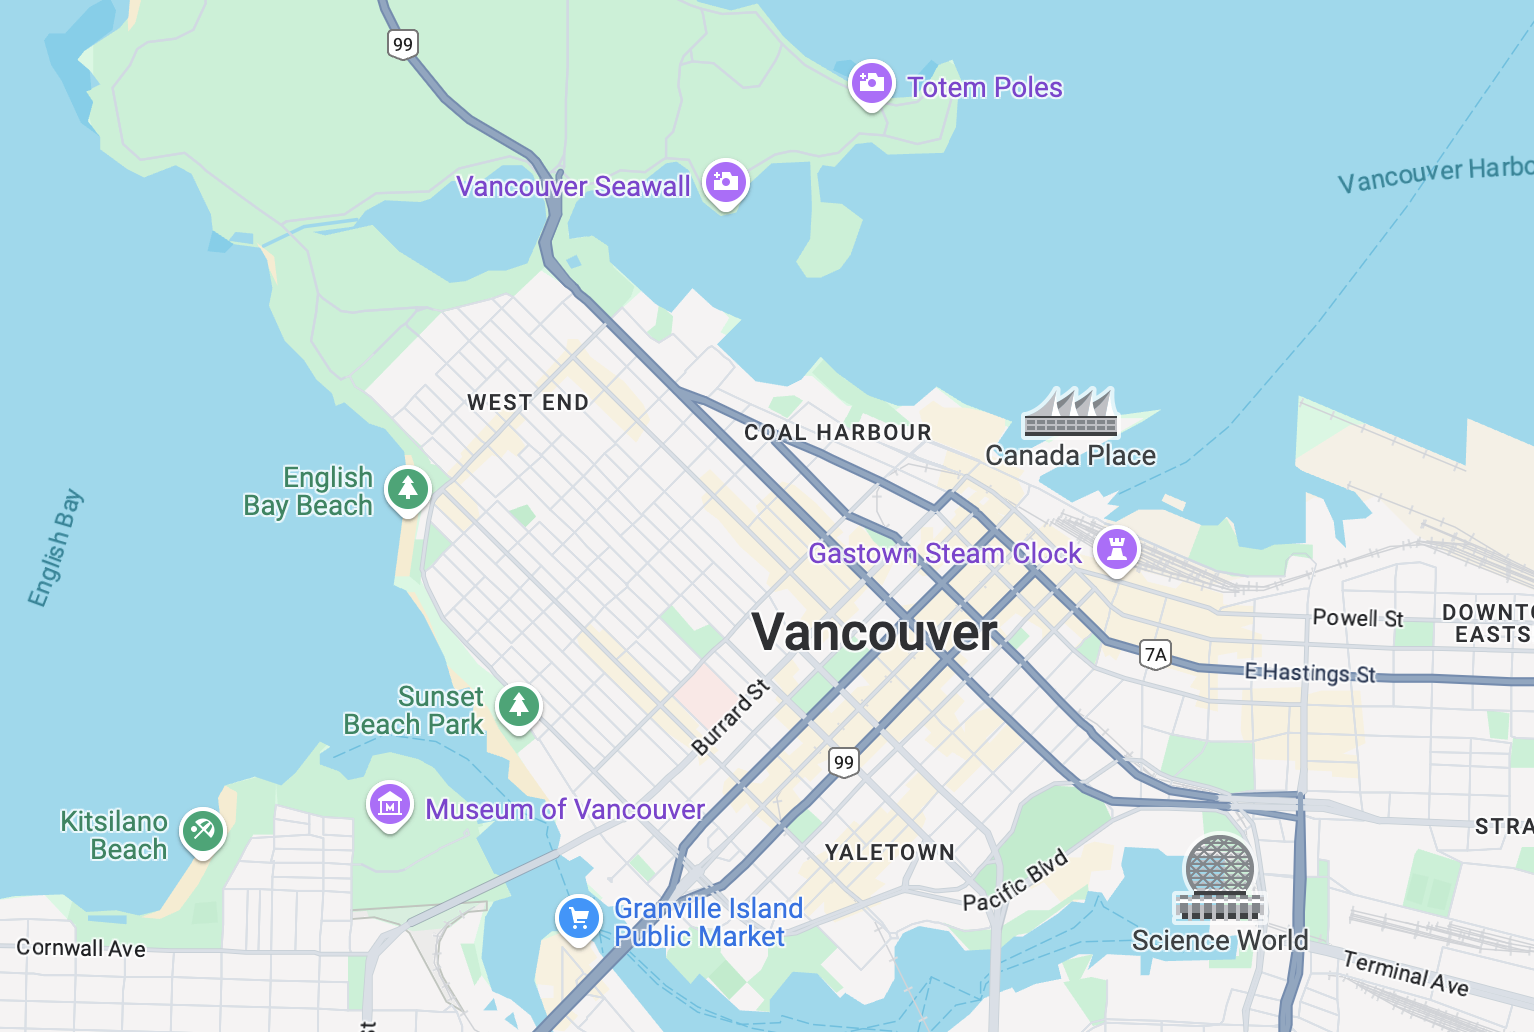 99
Totem Poles
Vancouver Seawall
Vancouver Harbo
WEST END
COAL HARBOUR
Canada Place
English
Bay Beach
English Bay
Gastown Steam Clock
Powell St
DOWNTO
EASTS
Vancouver
7A
E Hastings St
Sunset
Beach Park
Burrard St
99
Museum of Vancouver
Kitsilano
Beach
STRA
YALETOWN
Pacific Blvd
Granville Island
Public Market
Science World
Cornwall Ave
Terminal Ave
st